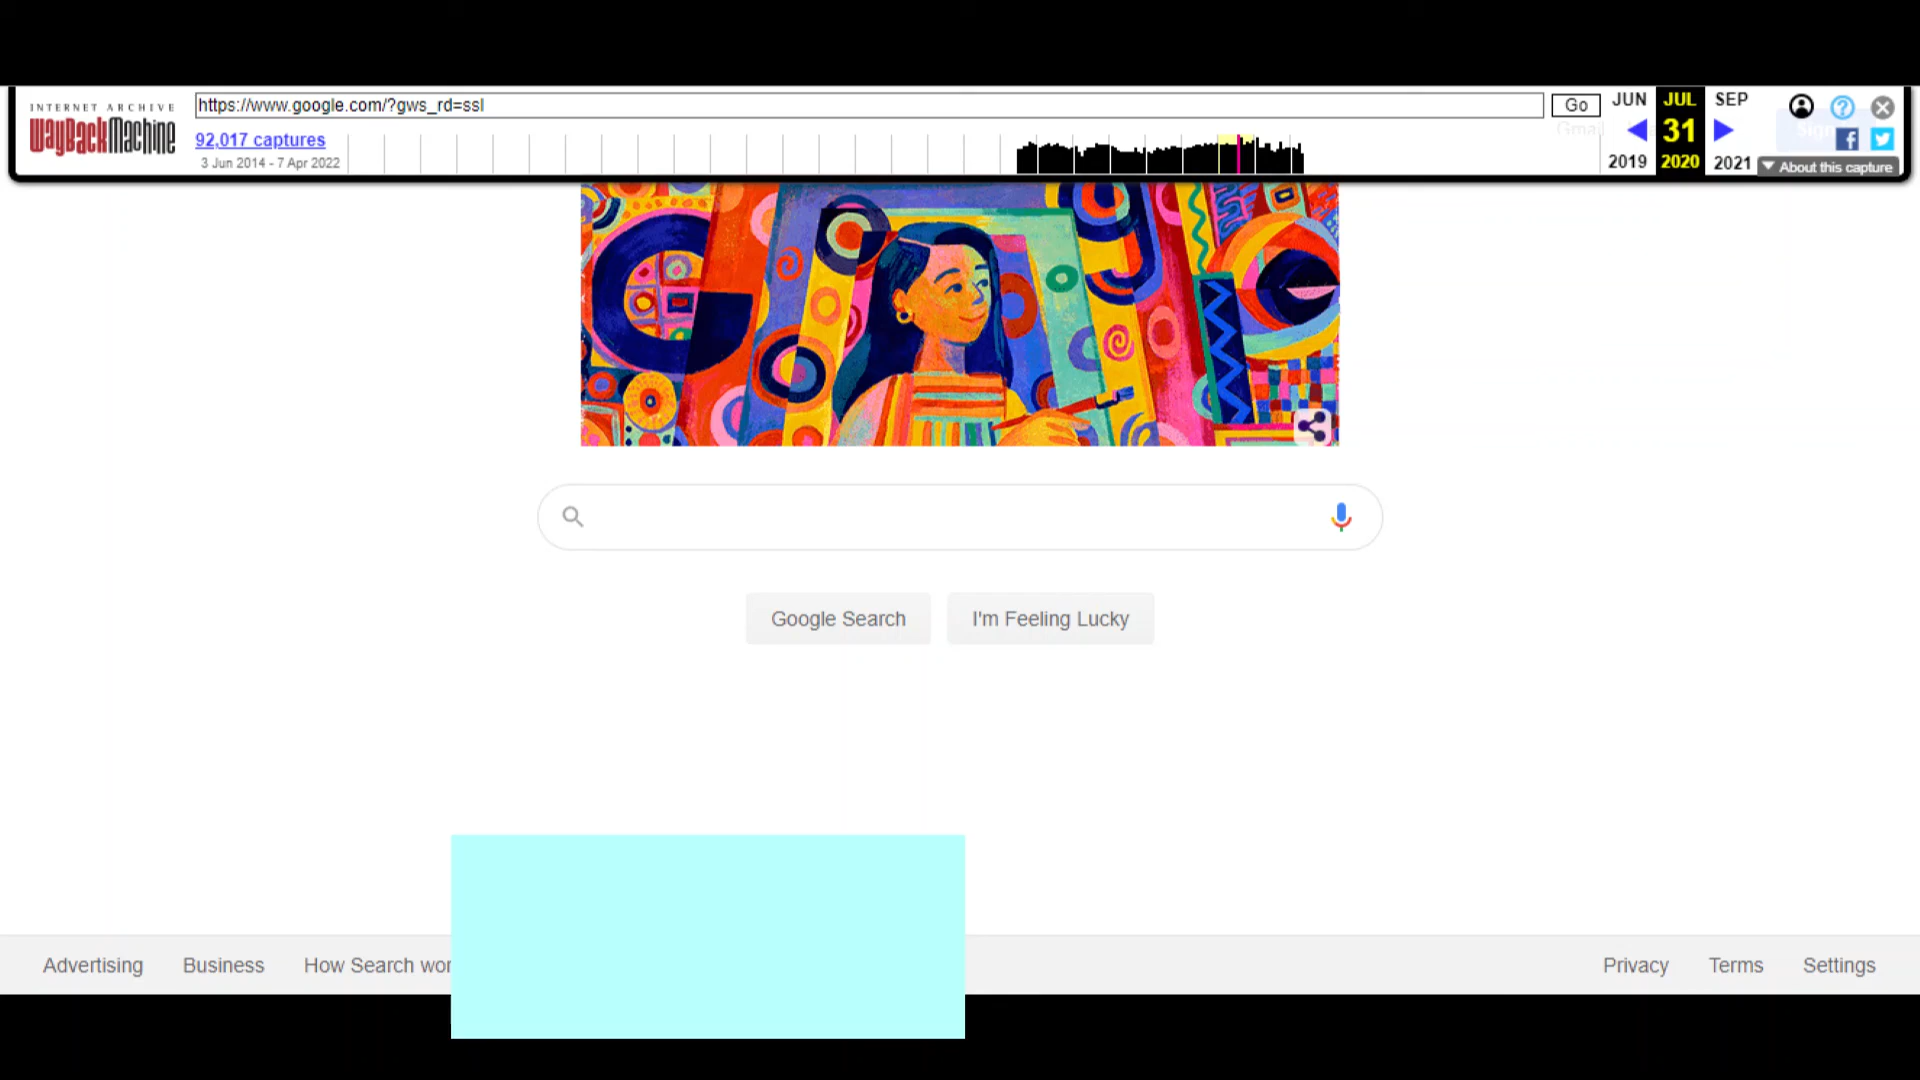 INTERNET ARCHIVE
WayBackMachine
https://www.google.com/?gws_rd=ssl
Go
JUN
JUL
SEP
92,017 captures
31
3 Jun 2014 - 7 Apr 2022
2019
2020
2021
About this capture
Gmail
Sign
Google Search
I'm Feeling Lucky
Advertising
Business
How Search wor
Privacy
Terms
Settings